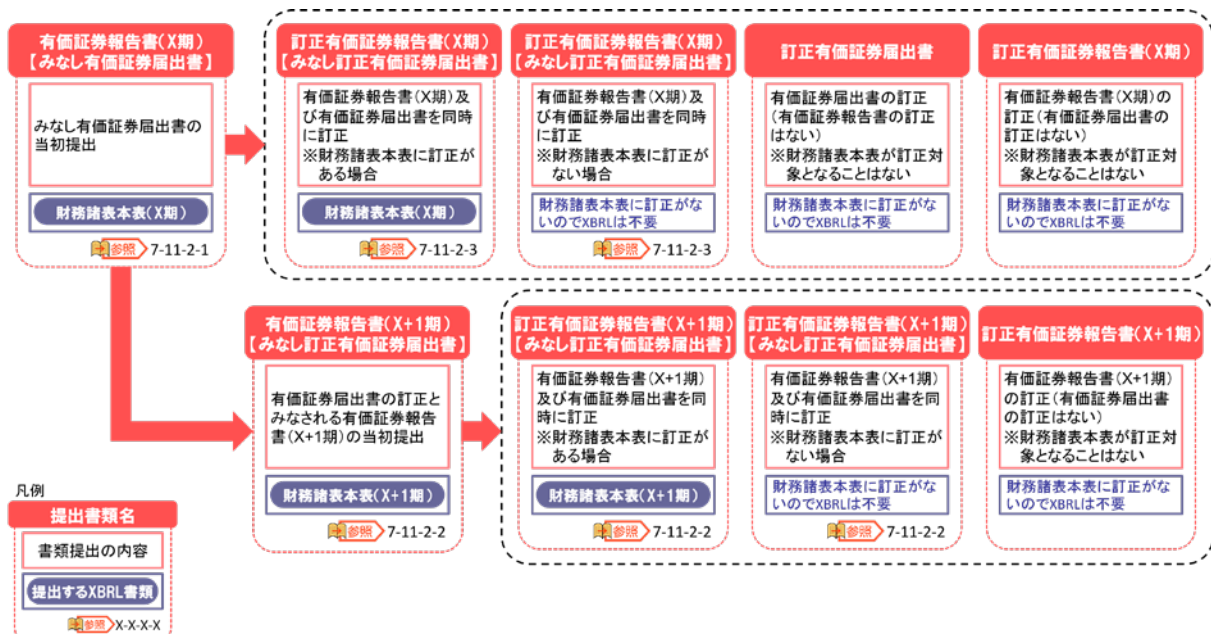 有価証券報告書(X期)
【みなし有価証券届出書】
みなし有価証券届出書の
当初提出
財務諸表本表(X期)
参照 7-11-2-1
訂正有価証券報告書(X期)
【みなし訂正有価証券届出書】
有価証券報告書(X期)及
び有価証券届出書を同時
に訂正
※財務諸表本表に訂正が
ある場合
財務諸表本表(X期)
参照 7-11-2-3
訂正有価証券報告書(X期)
【みなし訂正有価証券届出書】
有価証券報告書(X期)及
び有価証券届出書を同時
に訂正
※財務諸表本表に訂正が
ない場合
財務諸表本表に訂正がな
いのでXBRLは不要
参照 7-11-2-3
訂正有価証券届出書
有価証券届出書の訂正
(有価証券報告書の訂正
はない)
※財務諸表本表が訂正対
象となることはない
財務諸表本表に訂正がな
いのでXBRLは不要
訂正有価証券報告書(X期)
有価証券報告書(X期)の
訂正(有価証券届出書の
訂正はない)
※財務諸表本表が訂正対
象となることはない
財務諸表本表に訂正がな
いのでXBRLは不要
有価証券報告書(X+1期)
【みなし訂正有価証券届出書】
有価証券届出書の訂正と
みなされる有価証券報告
書(X+1期)の当初提出
財務諸表本表(X+1期)
参照 7-11-2-2
訂正有価証券報告書(X+1期)
【みなし訂正有価証券届出書】
有価証券報告書(X+1期)
及び有価証券届出書を同
時に訂正
※財務諸表本表に訂正が
ある場合
財務諸表本表(X+1期)
参照 7-11-2-2
訂正有価証券報告書(X+1期)
【みなし訂正有価証券届出書】
有価証券報告書(X+1期)
及び有価証券届出書を同
時に訂正
※財務諸表本表に訂正が
ない場合
財務諸表本表に訂正がな
いのでXBRLは不要
参照 7-11-2-2
訂正有価証券報告書(X+1期)
有価証券報告書(X+1期)
の訂正(有価証券届出書
の訂正はない)
※財務諸表本表が訂正対
象となることはない
財務諸表本表に訂正がな
いのでXBRLは不要
凡例
提出書類名
書類提出の内容
提出するXBRL書類
参照 X-X-X-X